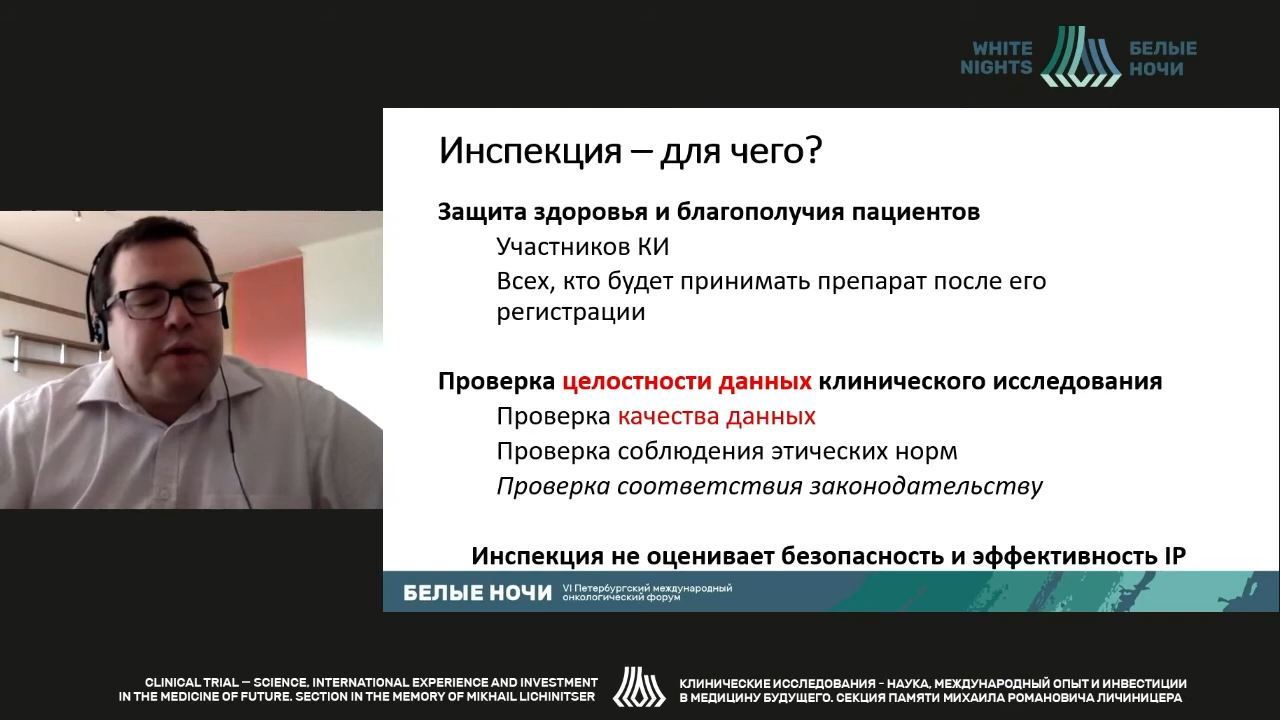 WHITE
NIGHTS
БЕЛЫЕ
НОЧИ
Инспекция – для чего?
Защита здоровья и благополучия пациентов
Участников КИ
Всех, кто будет принимать препарат после его
регистрации
Проверка целостности данных клинического исследования
Проверка качества данных
Проверка соблюдения этических норм
Проверка соответствия законодательству
Инспекция не оценивает безопасность и эффективность IP
БЕЛЫЕ НОЧИ
VI Петербургский международный
онкологический форум
CLINICAL TRIAL – SCIENCE, INTERNATIONAL EXPERIENCE AND INVESTMENT
IN THE MEDICINE OF FUTURE. SECTION IN THE MEMORY OF MIKHAIL LICHINITSER
КЛИНИЧЕСКИЕ ИССЛЕДОВАНИЯ - НАУКА, МЕЖДУНАРОДНЫЙ ОПЫТ И ИНВЕСТИЦИИ
В МЕДИЦИНУ БУДУЩЕГО. СЕКЦИЯ ПАМЯТИ МИХАИЛА РОМАНОВИЧА ЛИЧИНИЦЕРА